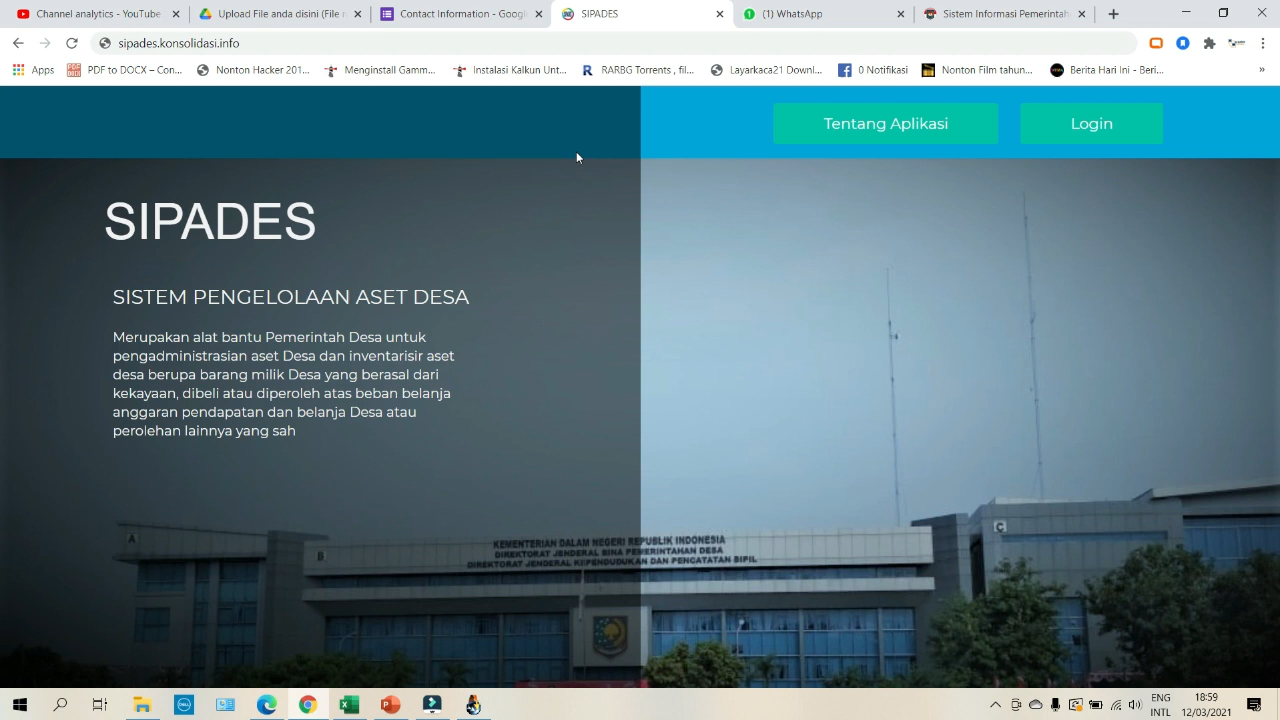 Channel analytics - YouTube
Upload File anda disini (File r
Contact Information - Googl
SIPADES
(1) WhatsApp
Sistem Informasi Pemerintah
sipades.konsolidasi.info
Apps
PDF to DOCX – Con...
Nonton Hacker 201...
Menginstall Gamm...
Instalasi Kalkun Unt...
RARBG Torrents , fil...
Layarkaca21 Downl...
0 Notifikasi
Nonton Film tahun...
Berita Hari Ini - Beri...
»
Tentang Aplikasi
Login
SIPADES
SISTEM PENGELOLAAN ASET DESA
Merupakan alat bantu Pemerintah Desa untuk
pengadministrasian aset Desa dan inventarisir aset
desa berupa barang milik Desa yang berasal dari
kekayaan, dibeli atau diperoleh atas beban belanja
anggaran pendapatan dan belanja Desa atau
perolehan lainnya yang sah
A
B
C
KEMENTERIAN DALAM NEGERI REPUBLIK INDONESIA
DIREKTORAT JENDERAL BINA PEMERINTAHAN DESA
DIREKTORAT JENDERAL KEPENDUDUKAN DAN PENCATATAN SIPIL
ENG
INTL
18:59
12/03/2021